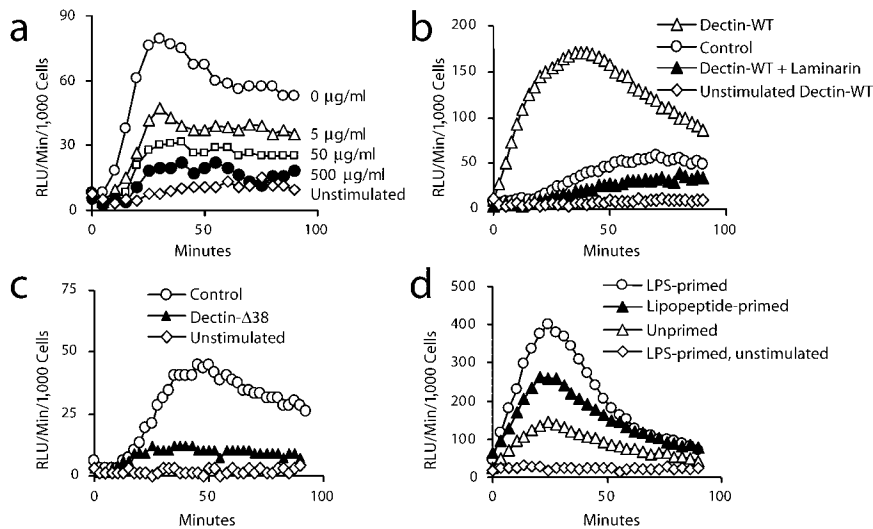 a
RLU/Min/1,000 Cells
90
60
30
0
0 μg/ml
5 μg/ml
50 μg/ml
500 μg/ml
Unstimulated
0
50
100
Minutes
b
RLU/Min/1,000 Cells
200
150
100
50
0
Dectin-WT
Control
Dectin-WT + Laminarin
Unstimulated Dectin-WT
0
50
100
Minutes
c
RLU/Min/1,000 Cells
75
50
25
0
Control
Dectin-Δ38
Unstimulated
0
50
100
Minutes
d
RLU/Min/1,000 Cells
500
400
300
200
100
0
LPS-primed
Lipopeptide-primed
Unprimed
LPS-primed, unstimulated
0
50
100
Minutes